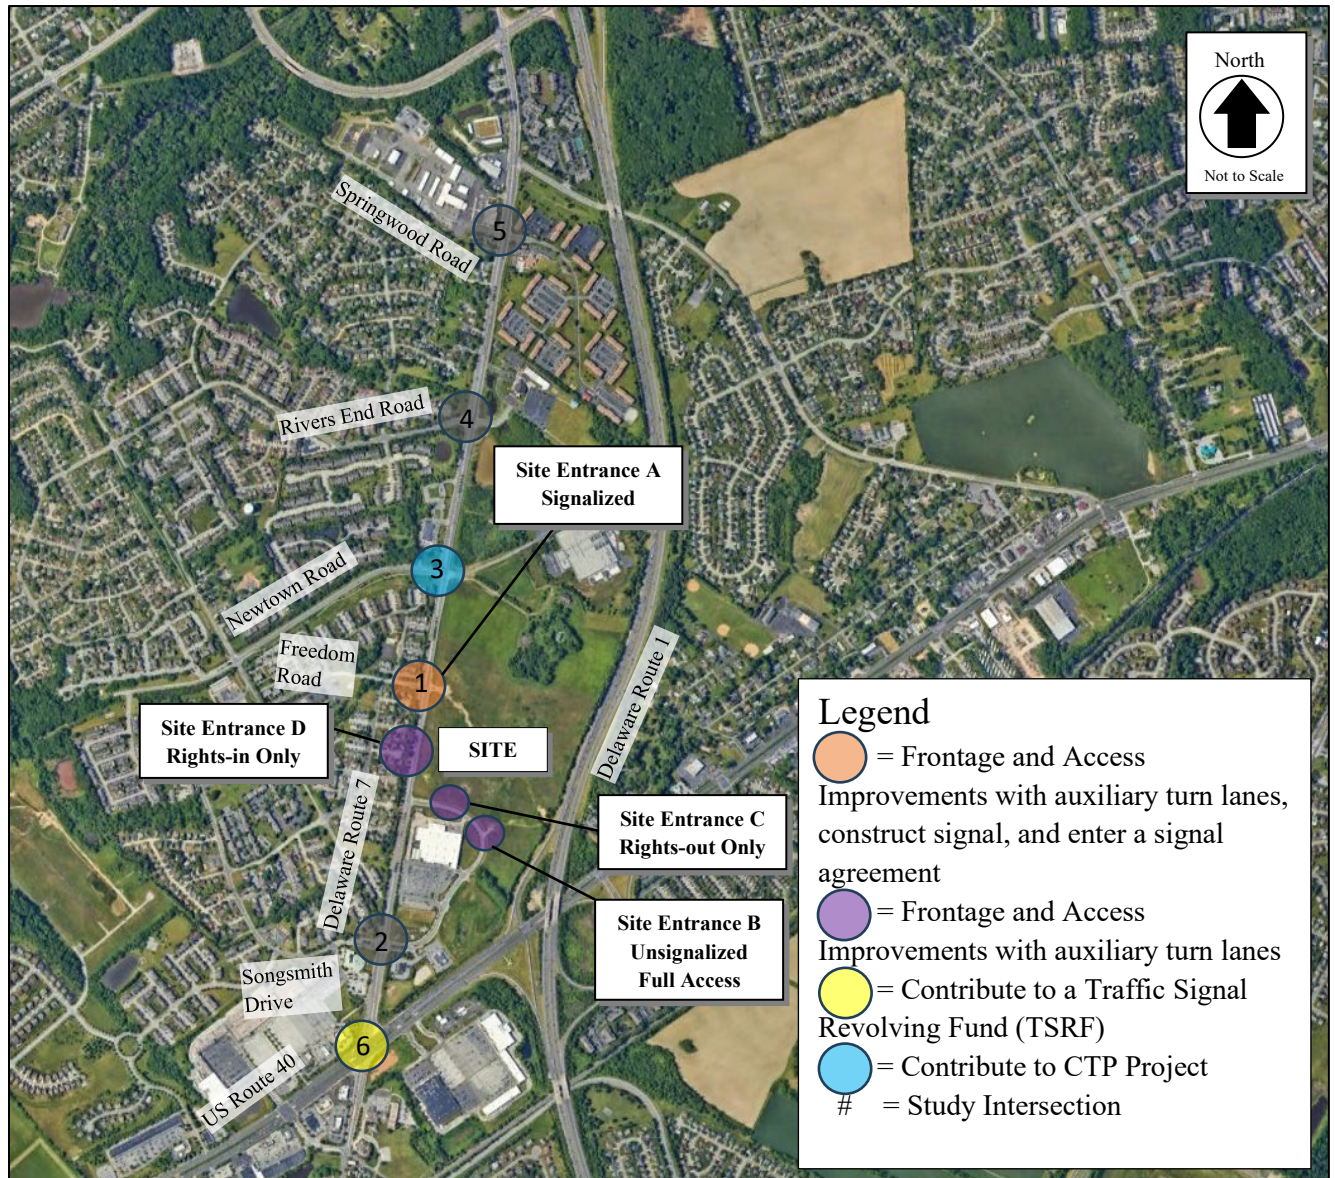 North
Not to Scale
Springwood Road
5
Rivers End Road
4
Site Entrance A
Signalized
3
Newtown Road
Freedom
Road
1
Site Entrance D
Rights-in Only
SITE
Delaware Route 1
Delaware Route 7
Site Entrance C
Rights-out Only
Site Entrance B
Unsignalized
Full Access
2
Songsmith
Drive
6
US Route 40
Legend
= Frontage and Access
Improvements with auxiliary turn lanes,
construct signal, and enter a signal
agreement
= Frontage and Access
Improvements with auxiliary turn lanes
= Contribute to a Traffic Signal
Revolving Fund (TSRF)
= Contribute to CTP Project
# = Study Intersection